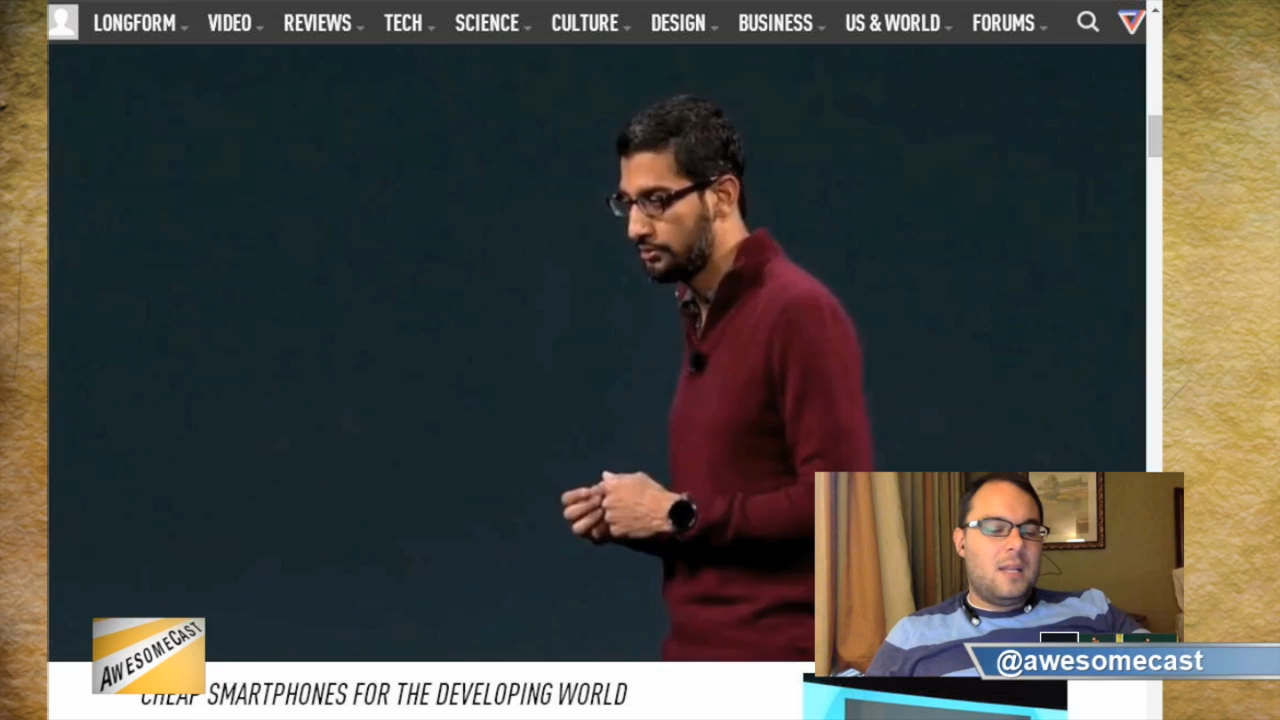 LONGFORM VIDEO REVIEWS TECH SCIENCE CULTURE DESIGN BUSINESS US & WORLD FORUMS
@awesomecast
AWESOMECAST
CHEAP SMARTPHONES FOR THE DEVELOPING WORLD